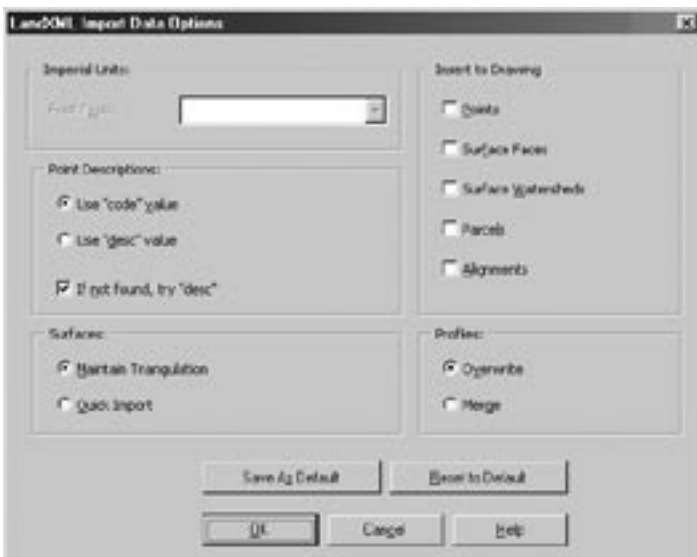 LandXML Import Data Options
Imperial Units:
Point Descriptions:
Use "code" value
Use "desc" value
If not found, try "desc"
Surfaces:
Maintain Trangulation
Quick Import
Insert to Drawing
Points
Surface Faces
Surface Watersheds
Parcels
Alignments
Profiles:
Overwrite
Merge
Save As Default
Reset to Default
OK
Cancel
Help